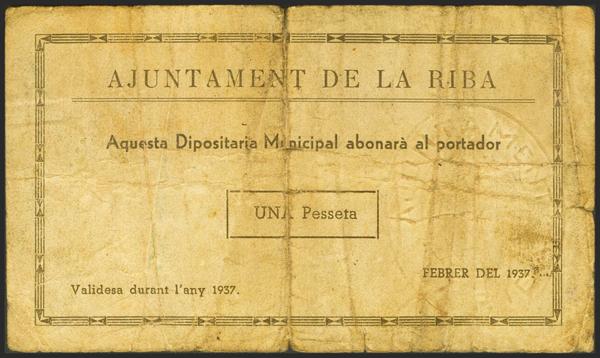 AJUNTAMENT DE LA RIBA
Aquesta Dipositaria Municipal abonarà al portador
UNA Pesseta
FEBRER DEL 1937.
Validesa durant l'any 1937.